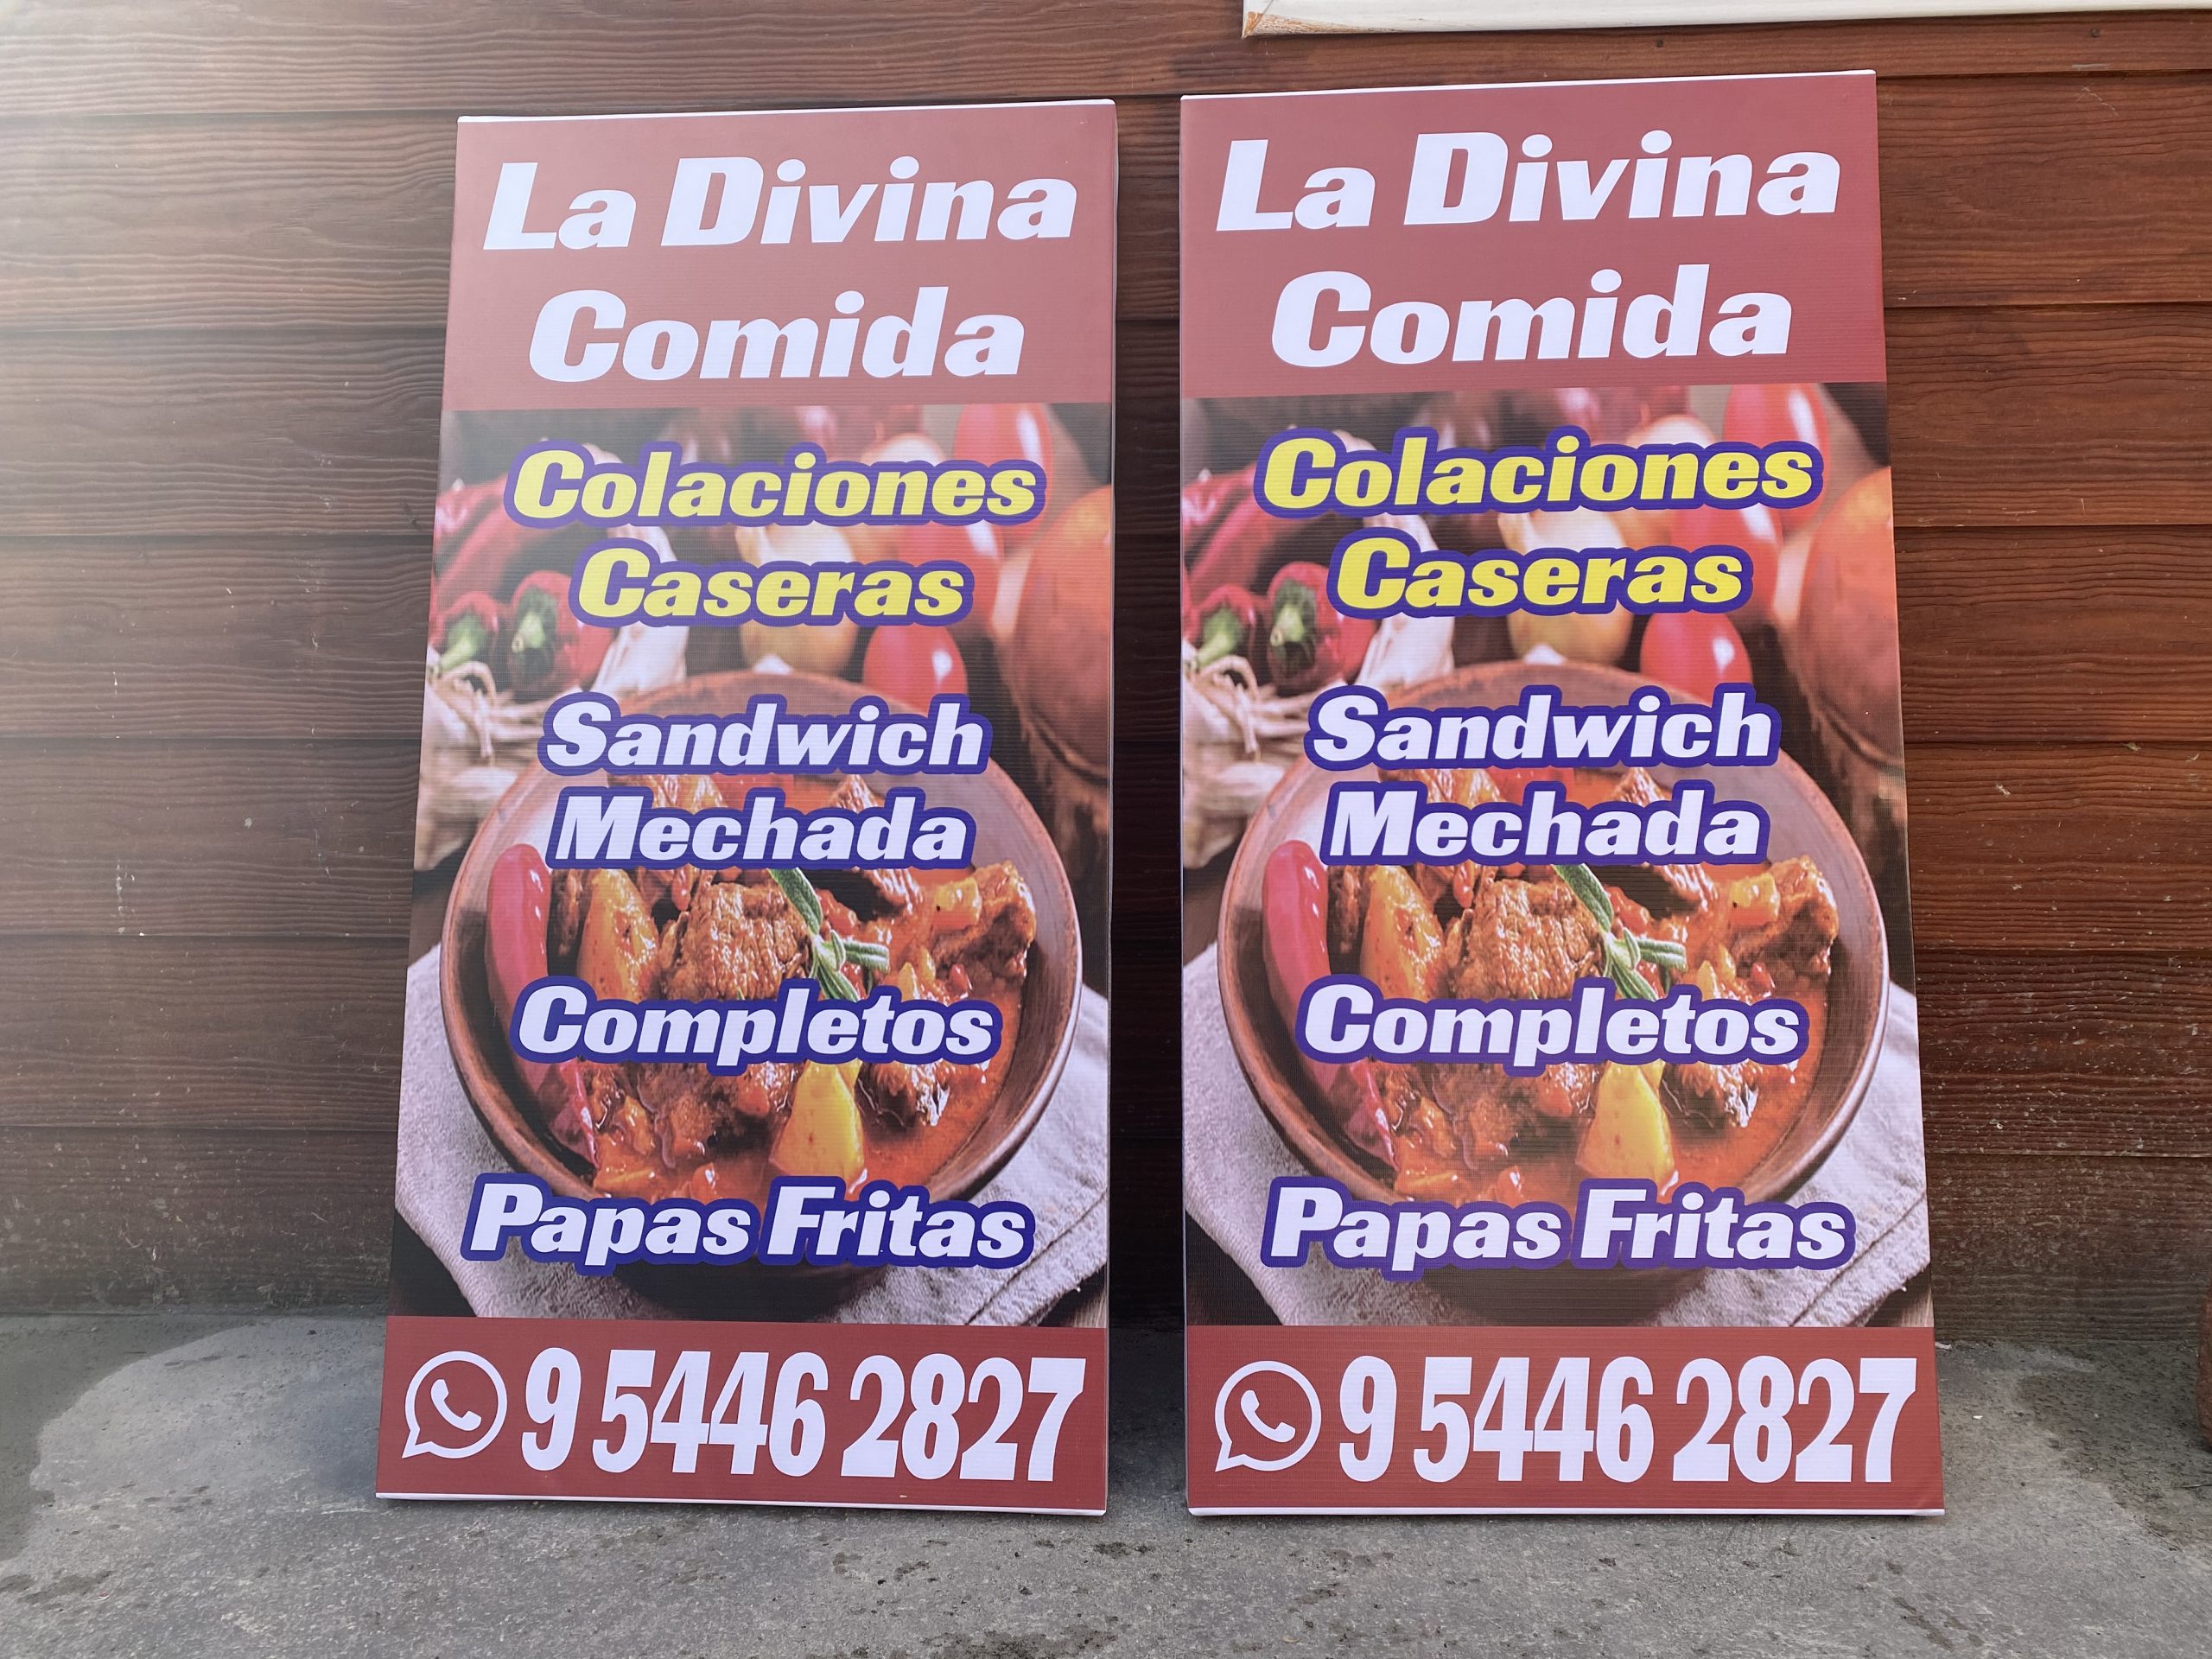 La Divina
Comida
Colaciones
Caseras
Sandwich
Mechada
Completos
Papas Fritas
9 5446 2827
La Divina
Comida
Colaciones
Caseras
Sandwich
Mechada
Completos
Papas Fritas
9 5446 2827